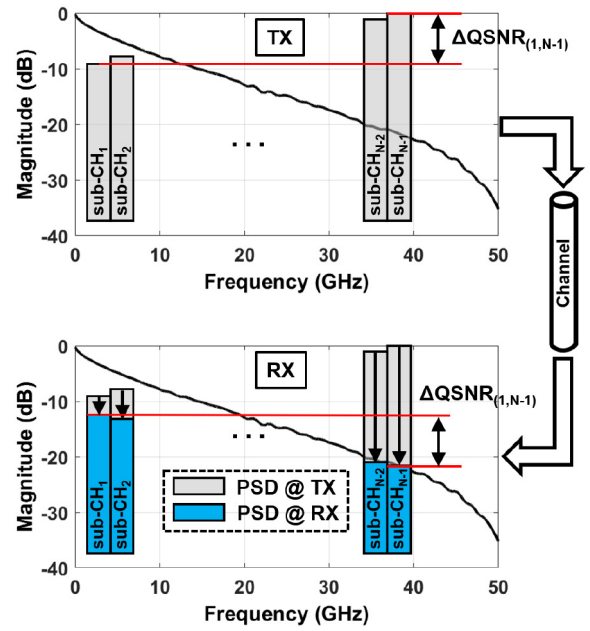 TX
ΔQSNR(1,N-1)
Magnitude (dB)
0
-10
-20
-30
-40
sub-CH1
sub-CH2
...
sub-CHN-2
sub-CHN-1
0 10 20 30 40 50
Frequency (GHz)
Channel
RX
ΔQSNR(1,N-1)
Magnitude (dB)
0
-10
-20
-30
-40
sub-CH1
sub-CH2
...
sub-CHN-2
sub-CHN-1
PSD @ TX
PSD @ RX
0 10 20 30 40 50
Frequency (GHz)